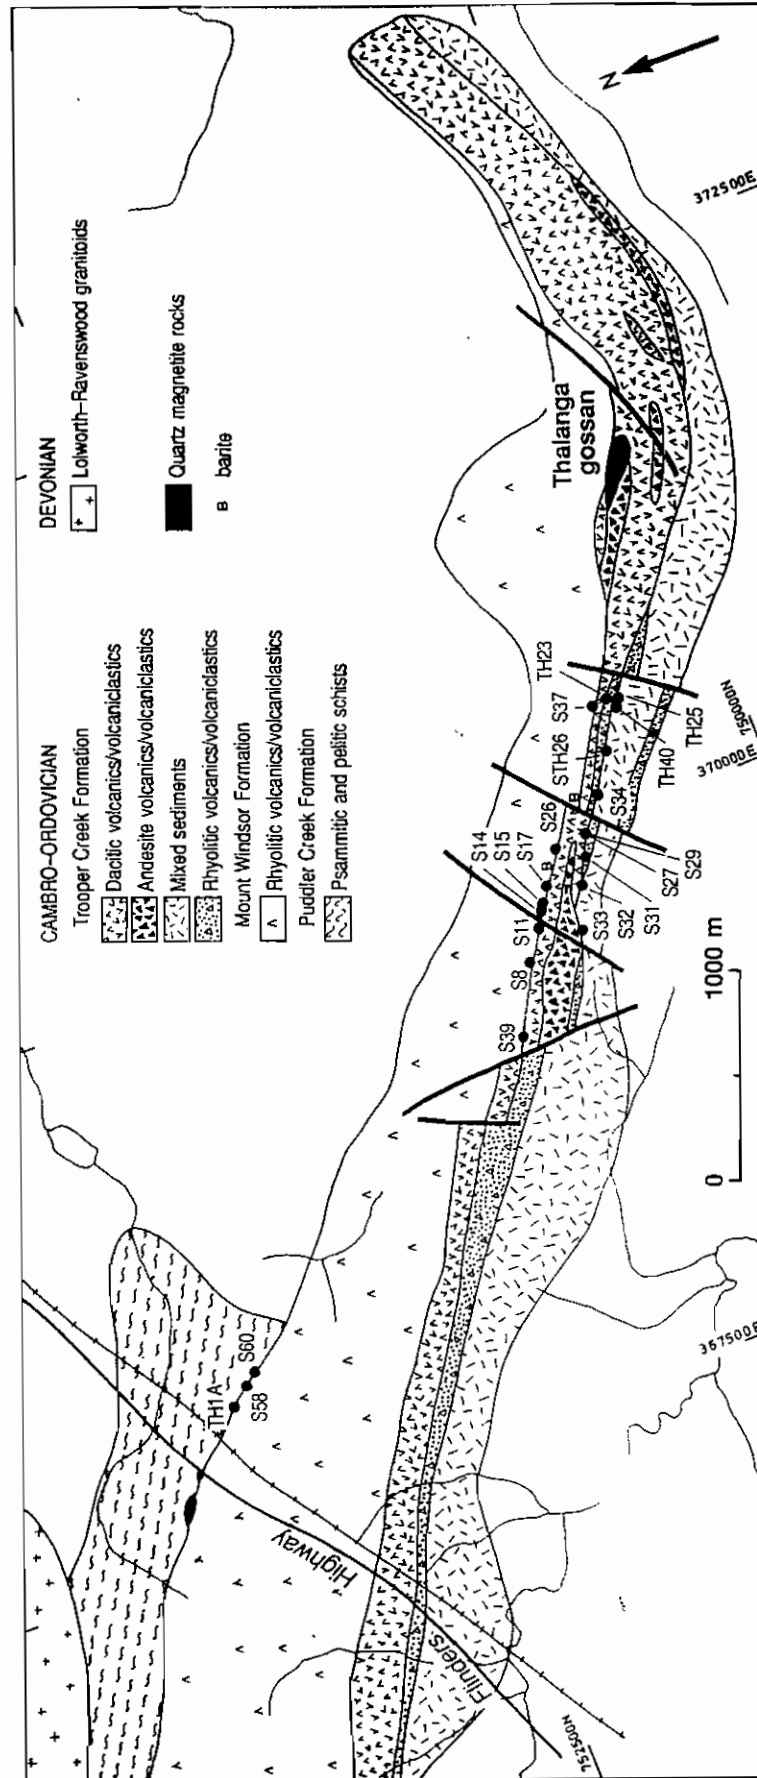 CAMBRO-ORDOVICIAN
Trooper Creek Formation
Dacitic volcanics/volcaniclastics
Andesite volcanics/volcaniclastics
Mixed sediments
Rhyolitic volcanics/volcaniclastics
Mount Windsor Formation
Rhyolitic volcanics/volcaniclastics
Puddler Creek Formation
Psammitic and pelitic schists
DEVONIAN
Lolworth-Ravenswood granitoids
Quartz magnetite rocks
B barite
N
372500E
Thalanga
gossan
TH23
S37
STH26
B
S26
S17
S15
S14
B
S11
S8
S39
750000N
370000E
TH25
TH40
S34
S29
S27
S31
S32
S33
0
1000 m
367500E
TH1A
S60
S58
Flinders
Highway
752500N